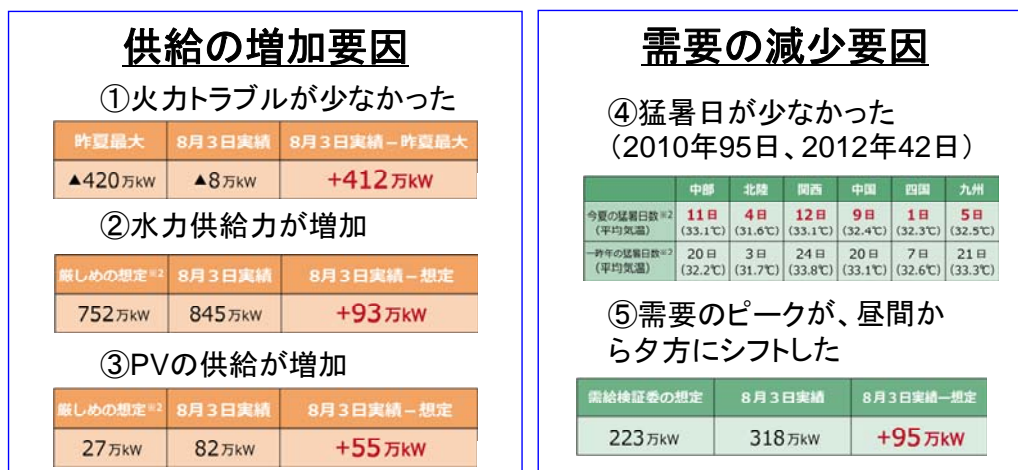 供給の増加要因
①火力トラブルが少なかった
昨夏最大 8月3日実績 8月3日実績－昨夏最大
▲420万kW ▲8万kW +412万kW
②水力供給力が増加
厳しめの想定※2 8月3日実績 8月3日実績－想定
752万kW 845万kW +93万kW
③PVの供給が増加
厳しめの想定※2 8月3日実績 8月3日実績－想定
27万kW 82万kW +55万kW
需要の減少要因
④猛暑日が少なかった
（2010年95日、2012年42日）
中部 北陸 関西 中国 四国 九州
今夏の猛暑日数※2 11日 4日 12日 9日 1日 5日
（平均気温） (33.1℃) (31.6℃) (33.1℃) (32.4℃) (32.3℃) (32.5℃)
一昨年の猛暑日数※2 20日 3日 24日 20日 7日 21日
（平均気温） (32.2℃) (31.7℃) (33.8℃) (33.1℃) (32.6℃) (33.3℃)
⑤需要のピークが、昼間か
ら夕方にシフトした
需給検証委の想定 8月3日実績 8月3日実績－想定
223万kW 318万kW +95万kW